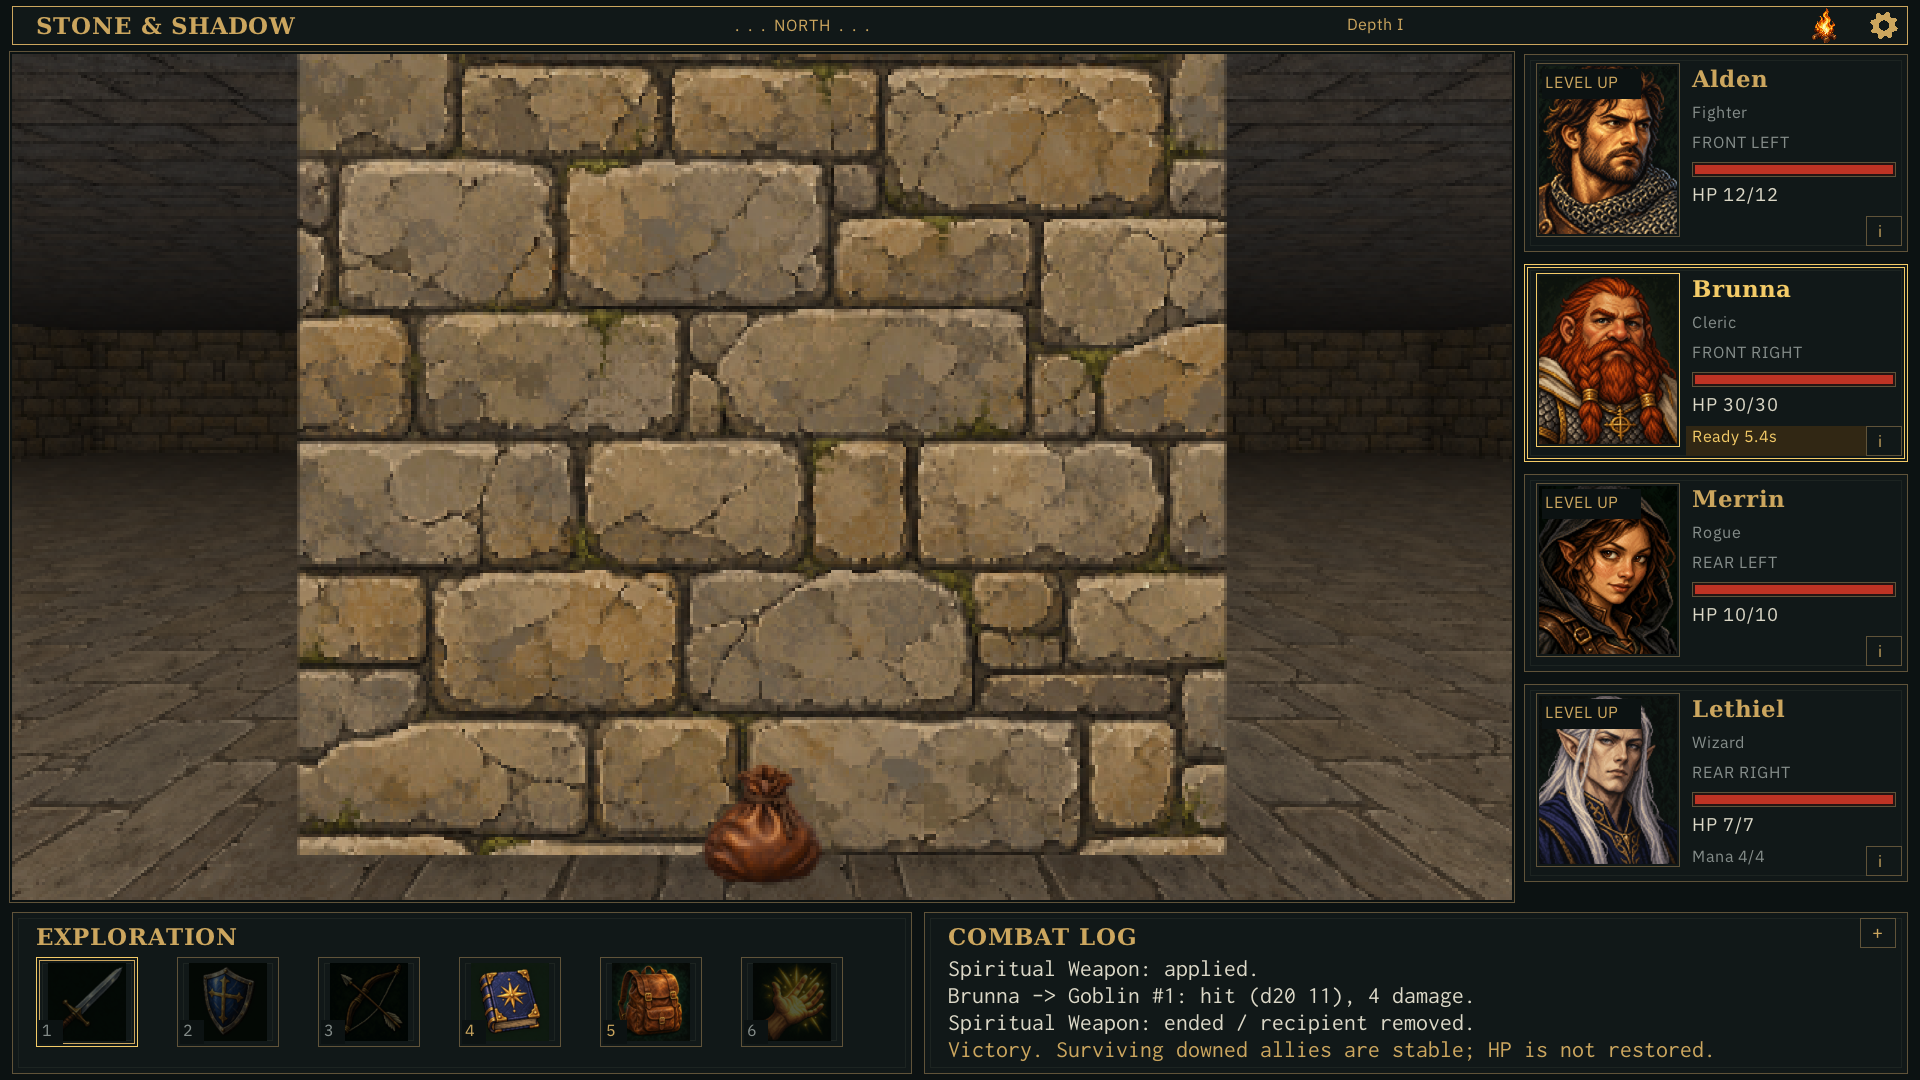 STONE & SHADOW
. . . NORTH . . .
Depth I
LEVEL UP
Alden
Fighter
FRONT LEFT
HP 12/12
i
Brunna
Cleric
FRONT RIGHT
HP 30/30
Ready 5.4s
i
LEVEL UP
Merrin
Rogue
REAR LEFT
HP 10/10
i
LEVEL UP
Lethiel
Wizard
REAR RIGHT
HP 7/7
Mana 4/4
i
EXPLORATION
1
2
3
4
5
6
COMBAT LOG
+
Spiritual Weapon: applied.
Brunna -> Goblin #1: hit (d20 11), 4 damage.
Spiritual Weapon: ended / recipient removed.
Victory. Surviving downed allies are stable; HP is not restored.